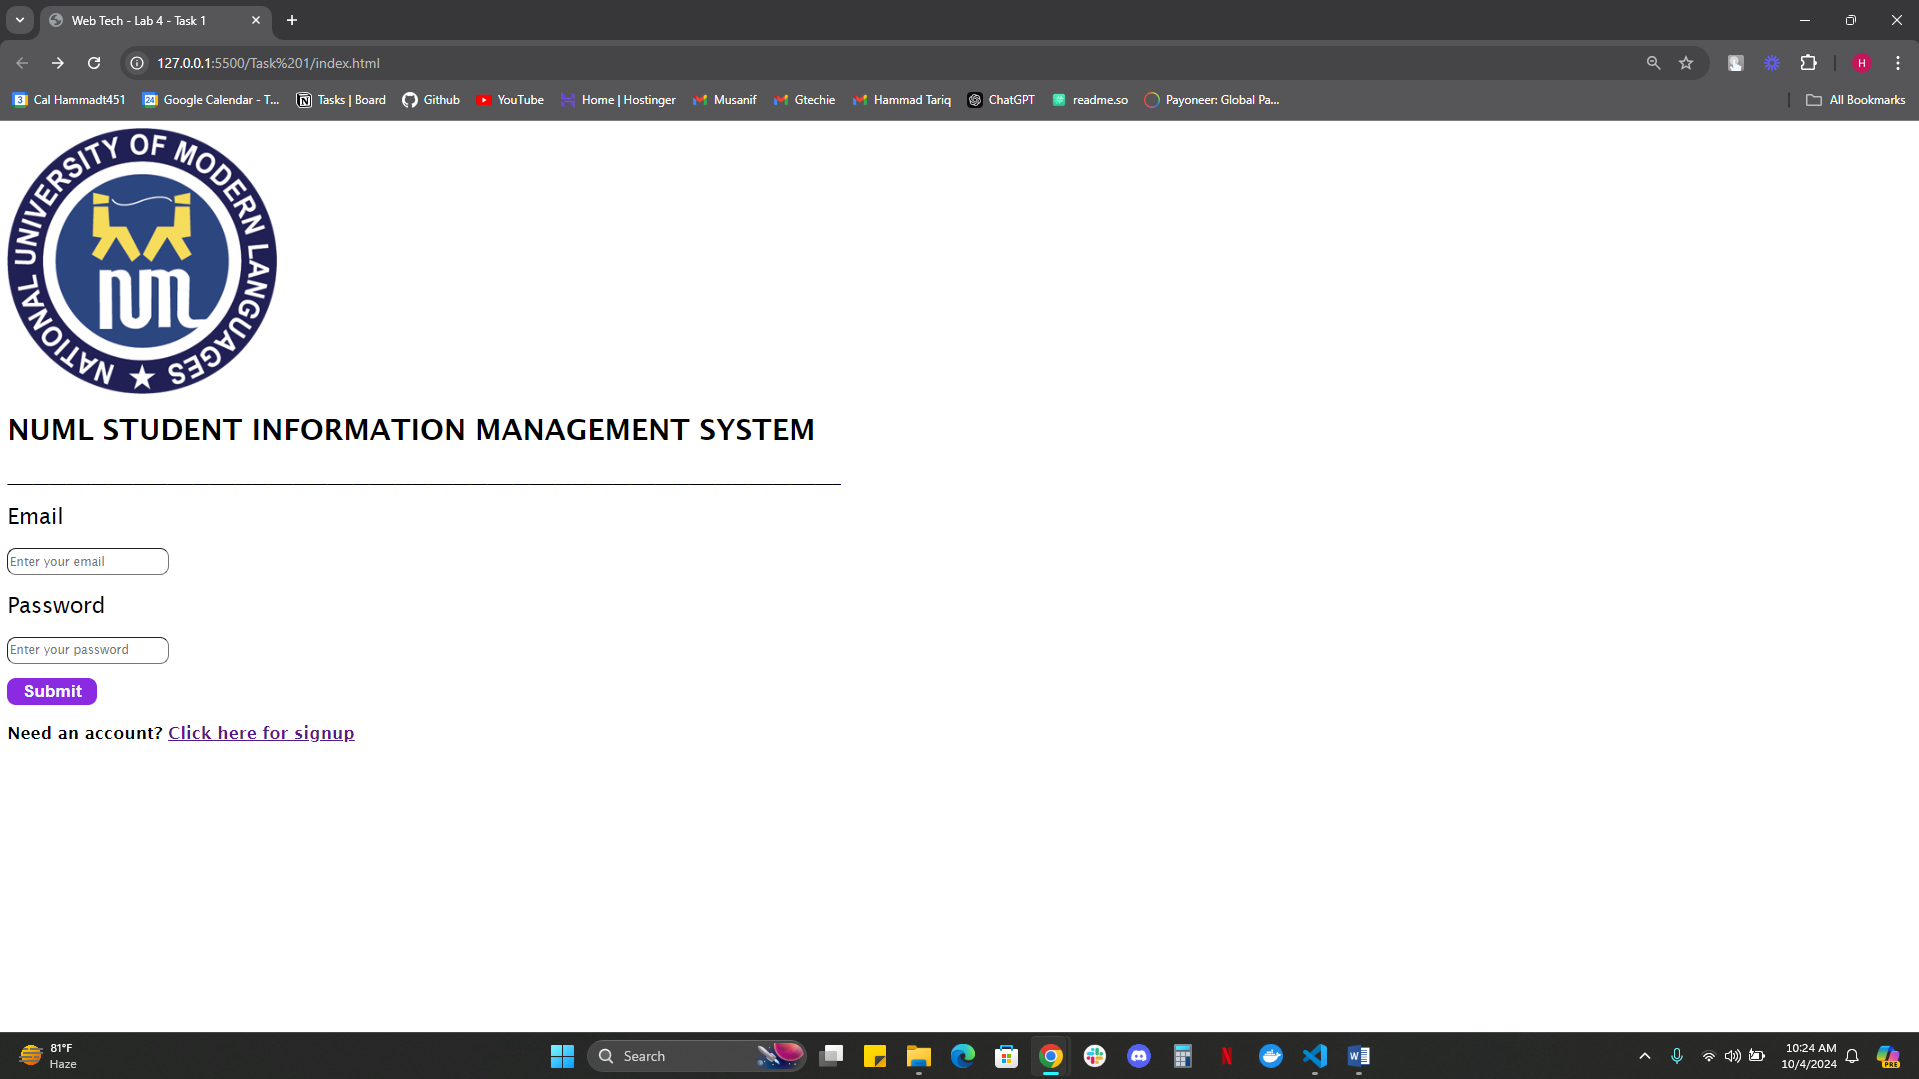 Web Tech - Lab 4 - Task 1
127.0.0.1:5500/Task%201/index.html
H
Cal Hammadt451 Google Calendar - T... Tasks | Board Github YouTube Home | Hostinger Musanif Gtechie Hammad Tariq ChatGPT readme.so Payoneer: Global Pa... All Bookmarks
NATIONAL UNIVERSITY OF MODERN LANGUAGES
num
NUML STUDENT INFORMATION MANAGEMENT SYSTEM
Email
Enter your email
Password
Enter your password
Submit
Need an account? Click here for signup
81°F
Haze
Search
10:24 AM
10/4/2024
PRE